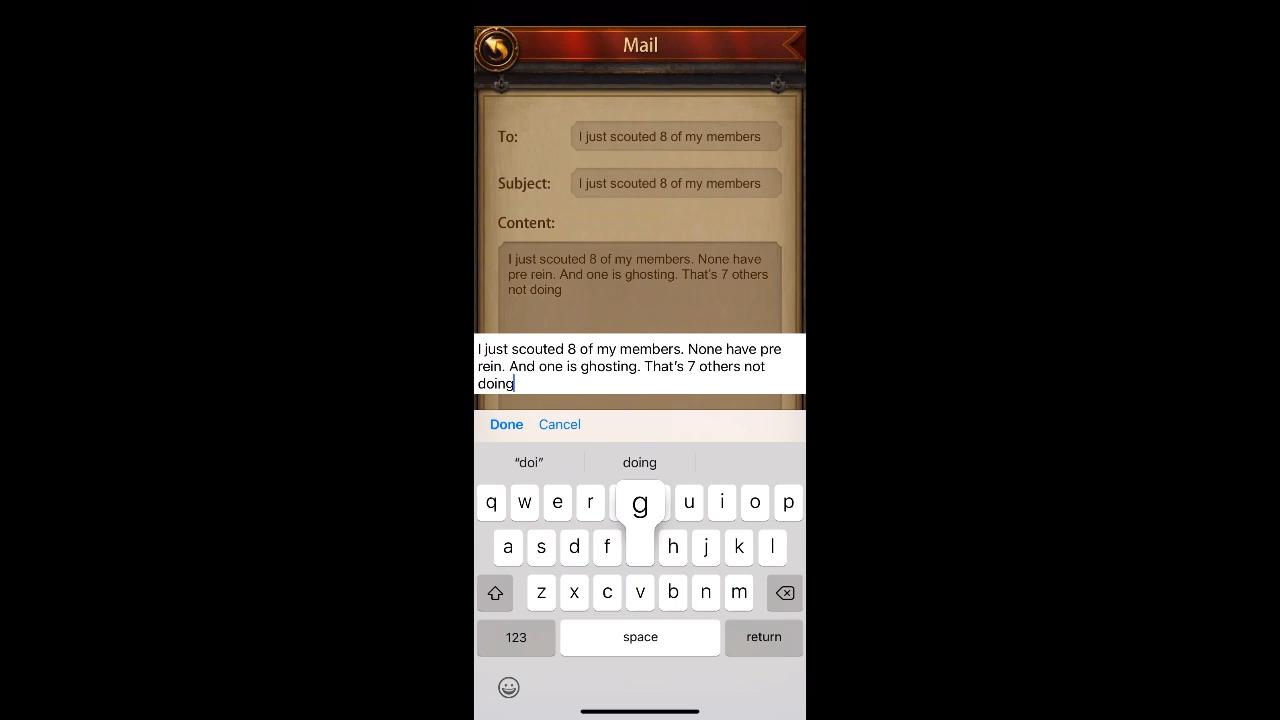 Mail
To: I just scouted 8 of my members
Subject: I just scouted 8 of my members
Content:
I just scouted 8 of my members. None have
pre rein. And one is ghosting. That's 7 others
not doing
I just scouted 8 of my members. None have pre
rein. And one is ghosting. That's 7 others not
doing
Done Cancel
"doi" doing
q w e r g u i o p
a s d f h j k l
z x c v b n m
123 space return